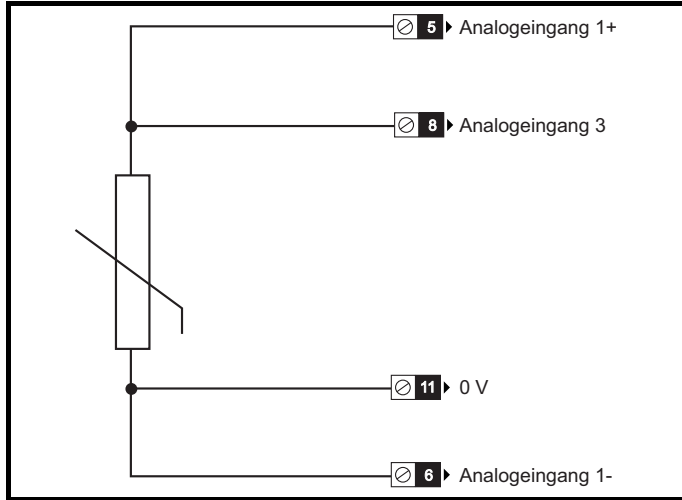 5 Analogeingang 1+
8 Analogeingang 3
11 0 V
6 Analogeingang 1-